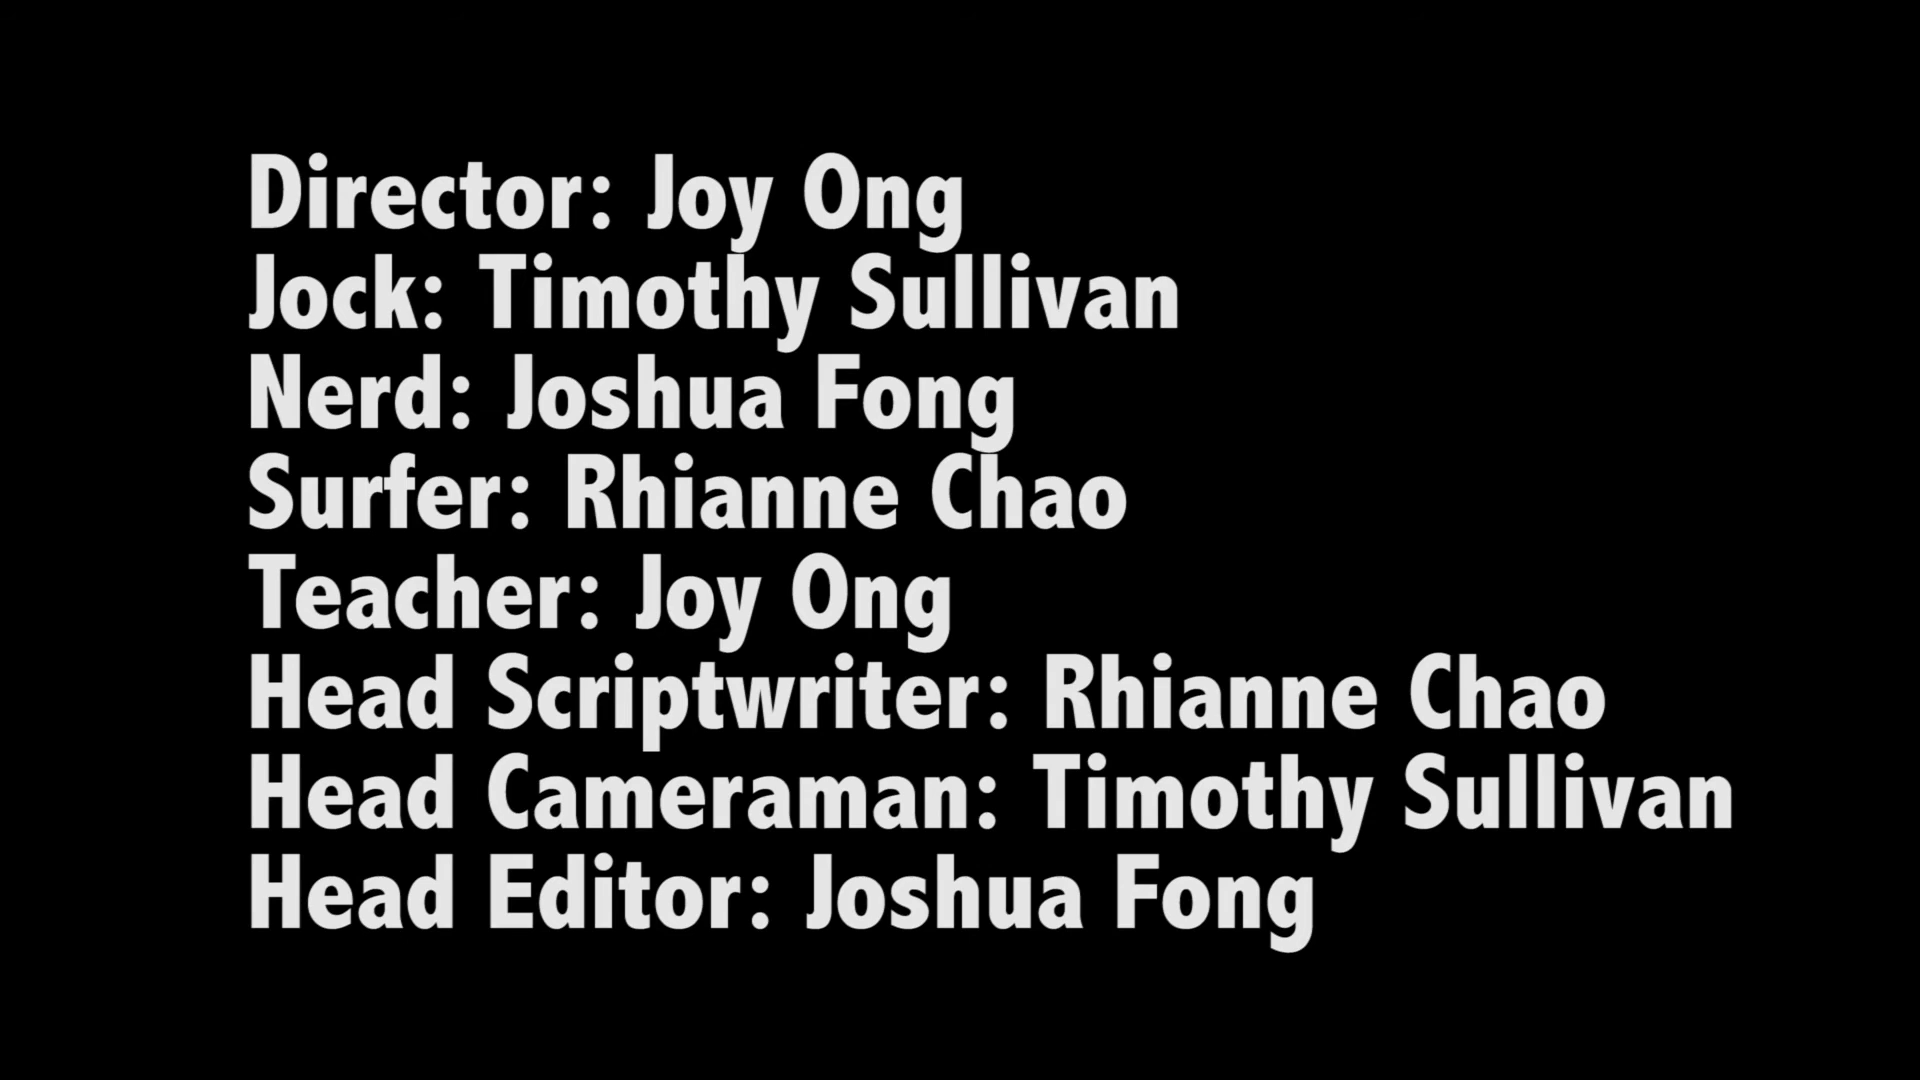 Director: Joy Ong
Jock: Timothy Sullivan
Nerd: Joshua Fong
Surfer: Rhianne Chao
Teacher: Joy Ong
Head Scriptwriter: Rhianne Chao
Head Cameraman: Timothy Sullivan
Head Editor: Joshua Fong